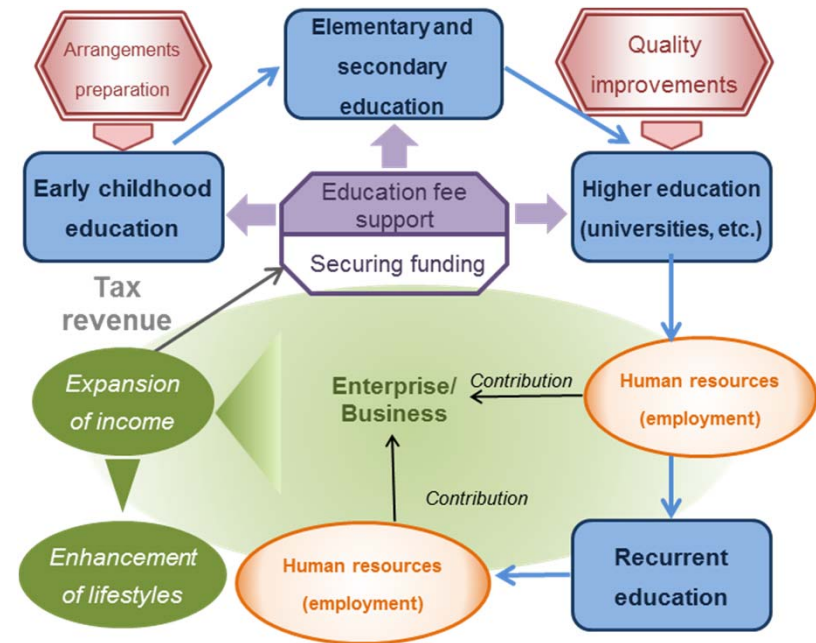 Arrangements
preparation
Elementary and
secondary
education
Quality
improvements
Early childhood
education
Education fee
support
Securing funding
Higher education
(universities, etc.)
Tax
revenue
Expansion
of income
Enterprise/
Business
Contribution
Human resources
(employment)
Contribution
Enhancement
of lifestyles
Human resources
(employment)
Recurrent
education